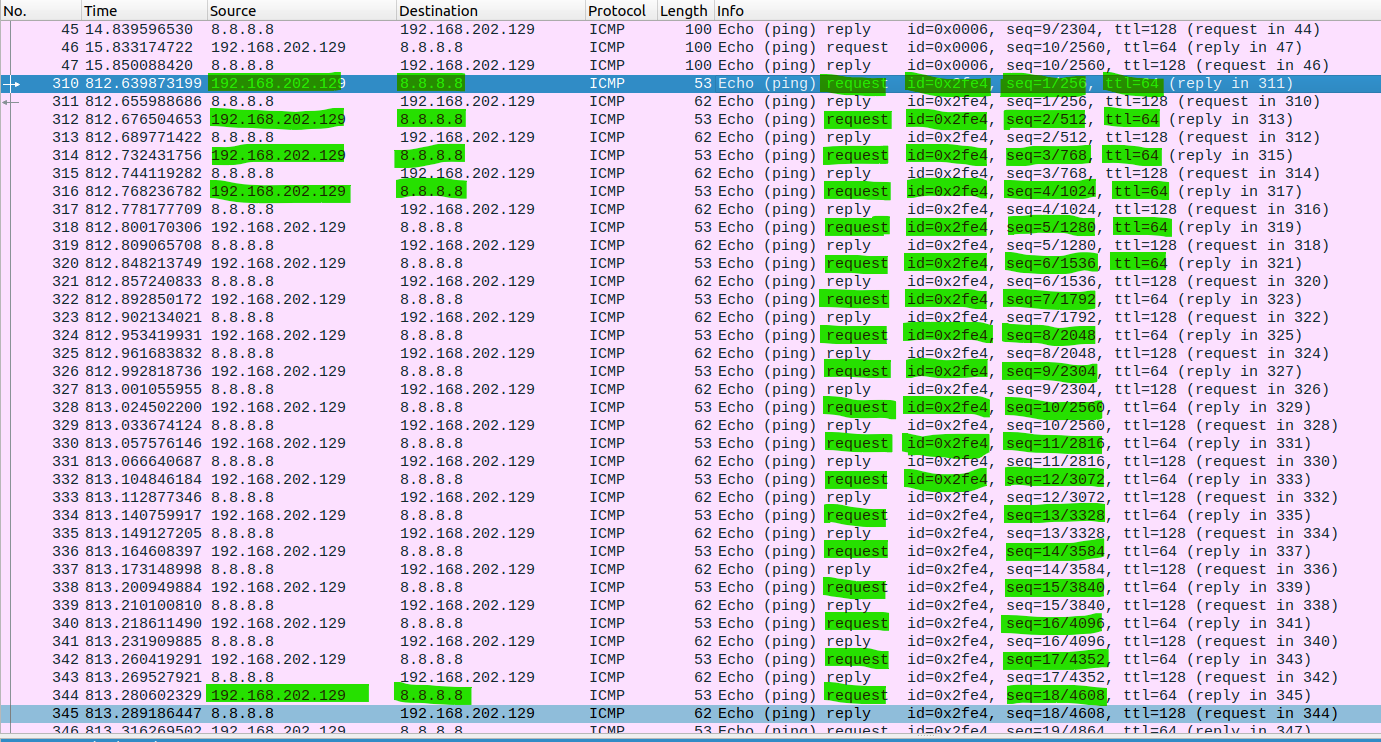 No. Time Source Destination Protocol Length Info
45 14.839596530 8.8.8.8 192.168.202.129 ICMP 100 Echo (ping) reply id=0x0006, seq=9/2304, ttl=128 (request in 44)
46 15.833174722 192.168.202.129 8.8.8.8 ICMP 100 Echo (ping) request id=0x0006, seq=10/2560, ttl=64 (reply in 47)
47 15.850088420 8.8.8.8 192.168.202.129 ICMP 100 Echo (ping) reply id=0x0006, seq=10/2560, ttl=128 (request in 46)
310 812.639873199 192.168.202.129 8.8.8.8 ICMP 53 Echo (ping) request id=0x2fe4, seq=1/256, ttl=64 (reply in 311)
311 812.655988686 8.8.8.8 192.168.202.129 ICMP 62 Echo (ping) reply id=0x2fe4, seq=1/256, ttl=128 (request in 310)
312 812.676504653 192.168.202.129 8.8.8.8 ICMP 53 Echo (ping) request id=0x2fe4, seq=2/512, ttl=64 (reply in 313)
313 812.689771422 8.8.8.8 192.168.202.129 ICMP 62 Echo (ping) reply id=0x2fe4, seq=2/512, ttl=128 (request in 312)
314 812.732431756 192.168.202.129 8.8.8.8 ICMP 53 Echo (ping) request id=0x2fe4, seq=3/768, ttl=64 (reply in 315)
315 812.744119282 8.8.8.8 192.168.202.129 ICMP 62 Echo (ping) reply id=0x2fe4, seq=3/768, ttl=128 (request in 314)
316 812.768236782 192.168.202.129 8.8.8.8 ICMP 53 Echo (ping) request id=0x2fe4, seq=4/1024, ttl=64 (reply in 317)
317 812.778177709 8.8.8.8 192.168.202.129 ICMP 62 Echo (ping) reply id=0x2fe4, seq=4/1024, ttl=128 (request in 316)
318 812.800170306 192.168.202.129 8.8.8.8 ICMP 53 Echo (ping) request id=0x2fe4, seq=5/1280, ttl=64 (reply in 319)
319 812.809065708 8.8.8.8 192.168.202.129 ICMP 62 Echo (ping) reply id=0x2fe4, seq=5/1280, ttl=128 (request in 318)
320 812.848213749 192.168.202.129 8.8.8.8 ICMP 53 Echo (ping) request id=0x2fe4, seq=6/1536, ttl=64 (reply in 321)
321 812.857240833 8.8.8.8 192.168.202.129 ICMP 62 Echo (ping) reply id=0x2fe4, seq=6/1536, ttl=128 (request in 320)
322 812.892850172 192.168.202.129 8.8.8.8 ICMP 53 Echo (ping) request id=0x2fe4, seq=7/1792, ttl=64 (reply in 323)
323 812.902134021 8.8.8.8 192.168.202.129 ICMP 62 Echo (ping) reply id=0x2fe4, seq=7/1792, ttl=128 (request in 322)
324 812.953419931 192.168.202.129 8.8.8.8 ICMP 53 Echo (ping) request id=0x2fe4, seq=8/2048, ttl=64 (reply in 325)
325 812.961683832 8.8.8.8 192.168.202.129 ICMP 62 Echo (ping) reply id=0x2fe4, seq=8/2048, ttl=128 (request in 324)
326 812.992818736 192.168.202.129 8.8.8.8 ICMP 53 Echo (ping) request id=0x2fe4, seq=9/2304, ttl=64 (reply in 327)
327 813.001055955 8.8.8.8 192.168.202.129 ICMP 62 Echo (ping) reply id=0x2fe4, seq=9/2304, ttl=128 (request in 326)
328 813.024502200 192.168.202.129 8.8.8.8 ICMP 53 Echo (ping) request id=0x2fe4, seq=10/2560, ttl=64 (reply in 329)
329 813.033674124 8.8.8.8 192.168.202.129 ICMP 62 Echo (ping) reply id=0x2fe4, seq=10/2560, ttl=128 (request in 328)
330 813.057576146 192.168.202.129 8.8.8.8 ICMP 53 Echo (ping) request id=0x2fe4, seq=11/2816, ttl=64 (reply in 331)
331 813.066640687 8.8.8.8 192.168.202.129 ICMP 62 Echo (ping) reply id=0x2fe4, seq=11/2816, ttl=128 (request in 330)
332 813.104846184 192.168.202.129 8.8.8.8 ICMP 53 Echo (ping) request id=0x2fe4, seq=12/3072, ttl=64 (reply in 333)
333 813.112877346 8.8.8.8 192.168.202.129 ICMP 62 Echo (ping) reply id=0x2fe4, seq=12/3072, ttl=128 (request in 332)
334 813.140759917 192.168.202.129 8.8.8.8 ICMP 53 Echo (ping) request id=0x2fe4, seq=13/3328, ttl=64 (reply in 335)
335 813.149127205 8.8.8.8 192.168.202.129 ICMP 62 Echo (ping) reply id=0x2fe4, seq=13/3328, ttl=128 (request in 334)
336 813.164608397 192.168.202.129 8.8.8.8 ICMP 53 Echo (ping) request id=0x2fe4, seq=14/3584, ttl=64 (reply in 337)
337 813.173148998 8.8.8.8 192.168.202.129 ICMP 62 Echo (ping) reply id=0x2fe4, seq=14/3584, ttl=128 (request in 336)
338 813.200949884 192.168.202.129 8.8.8.8 ICMP 53 Echo (ping) request id=0x2fe4, seq=15/3840, ttl=64 (reply in 339)
339 813.210100810 8.8.8.8 192.168.202.129 ICMP 62 Echo (ping) reply id=0x2fe4, seq=15/3840, ttl=128 (request in 338)
340 813.218611490 192.168.202.129 8.8.8.8 ICMP 53 Echo (ping) request id=0x2fe4, seq=16/4096, ttl=64 (reply in 341)
341 813.231909885 8.8.8.8 192.168.202.129 ICMP 62 Echo (ping) reply id=0x2fe4, seq=16/4096, ttl=128 (request in 340)
342 813.260419291 192.168.202.129 8.8.8.8 ICMP 53 Echo (ping) request id=0x2fe4, seq=17/4352, ttl=64 (reply in 343)
343 813.269527921 8.8.8.8 192.168.202.129 ICMP 62 Echo (ping) reply id=0x2fe4, seq=17/4352, ttl=128 (request in 342)
344 813.280602329 192.168.202.129 8.8.8.8 ICMP 53 Echo (ping) request id=0x2fe4, seq=18/4608, ttl=64 (reply in 345)
345 813.289186447 8.8.8.8 192.168.202.129 ICMP 62 Echo (ping) reply id=0x2fe4, seq=18/4608, ttl=128 (request in 344)
346 813.316269502 192.168.202.129 8.8.8.8 ICMP 53 Echo (ping) request id=0x2fe4, seq=19/4864, ttl=64 (reply in 347)